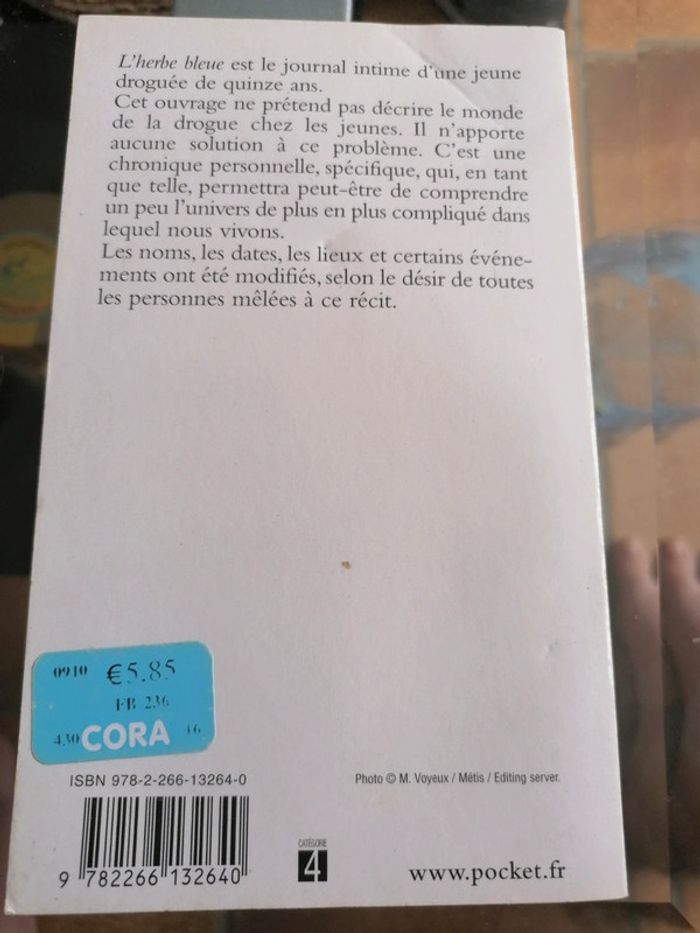 L'herbe bleue est le journal intime d'une jeune
droguée de quinze ans.
Cet ouvrage ne prétend pas décrire le monde
de la drogue chez les jeunes. Il n'apporte
aucune solution à ce problème. C'est une
chronique personnelle, spécifique, qui, en tant
que telle, permettra peut-être de comprendre
un peu l'univers de plus en plus compliqué dans
lequel nous vivons.
Les noms, les dates, les lieux et certains événe-
ments ont été modifiés, selon le désir de toutes
les personnes mêlées à ce récit.
0910 €5.85
FB 236
430 CORA 16
ISBN 978-2-266-13264-0
Photo © M. Voyeux / Métis / Editing server.
9 782266 132640
CATÉGORIE
4
www.pocket.fr